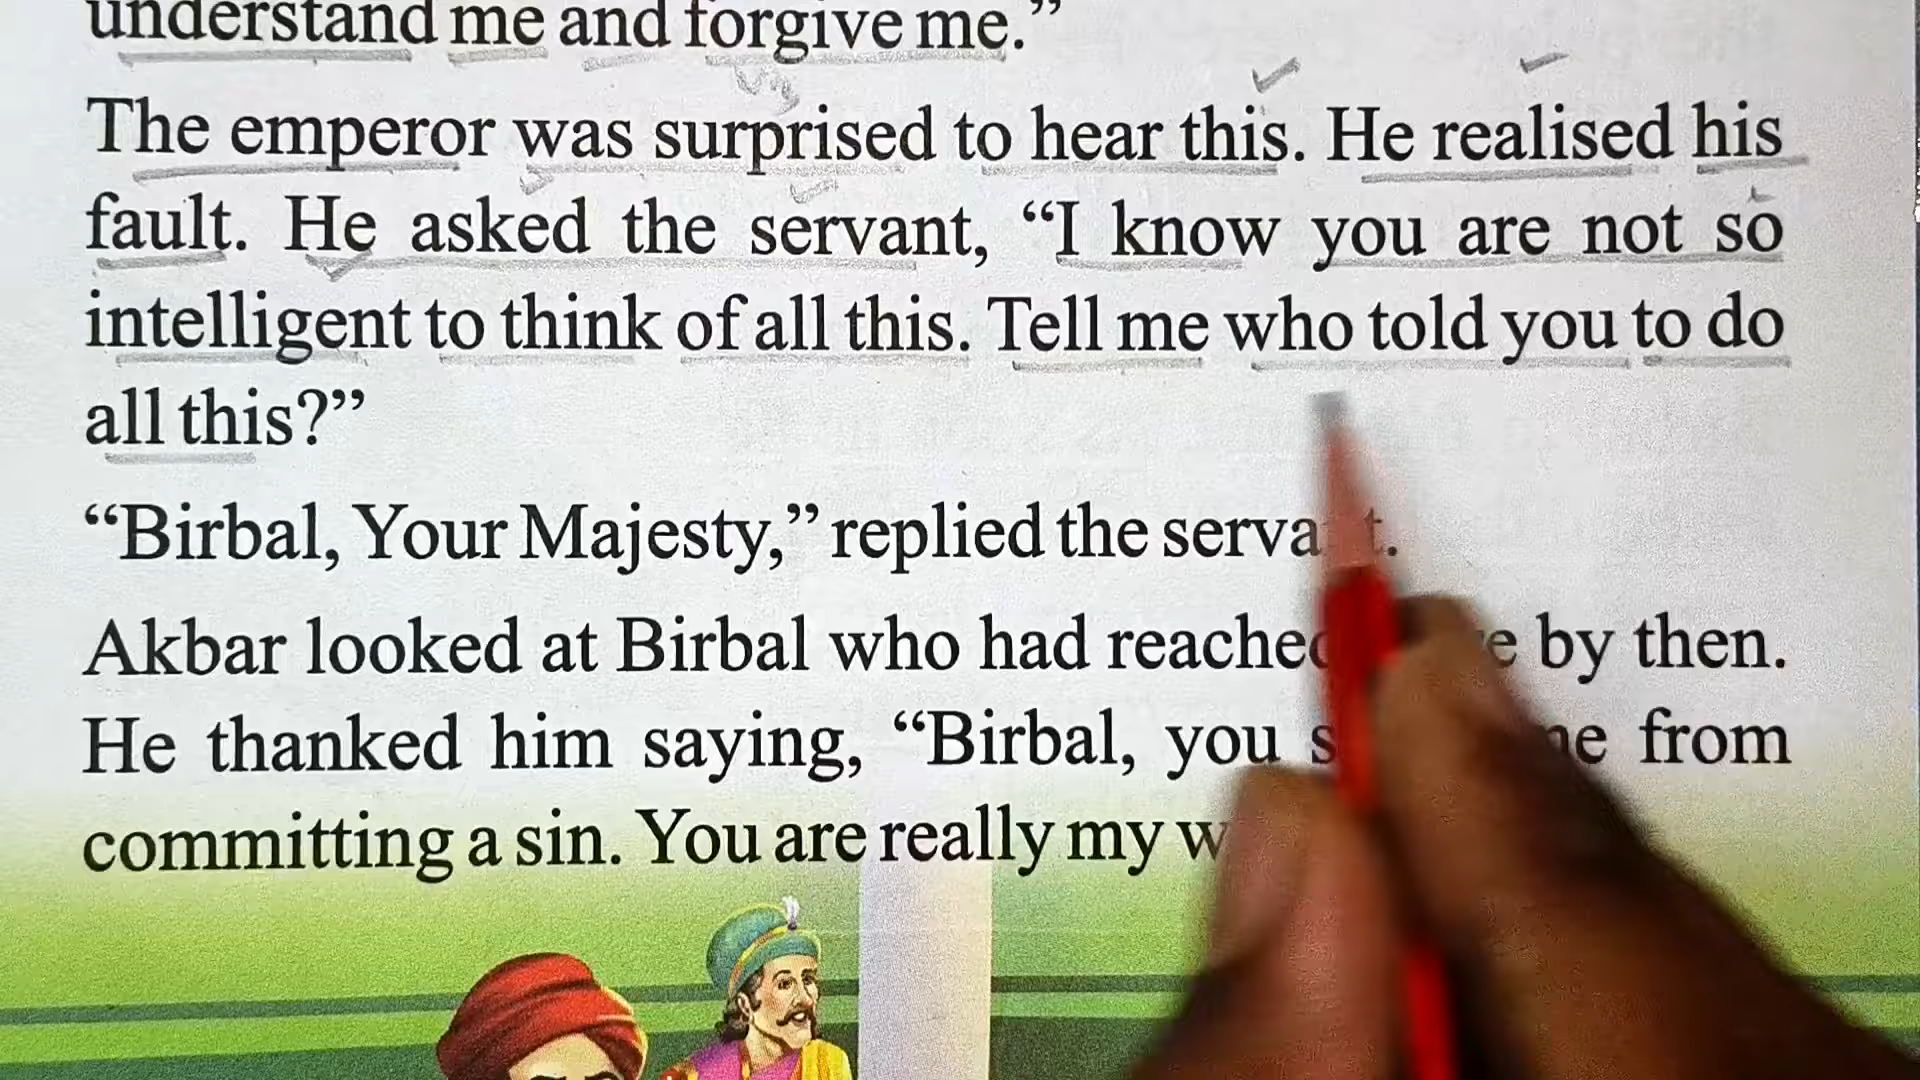 understand me and forgive me.”
The emperor was surprised to hear this. He realised his
fault. He asked the servant, “I know you are not so
intelligent to think of all this. Tell me who told you to do
all this?”
“Birbal, Your Majesty,” replied the servant.
Akbar looked at Birbal who had reached by then.
He thanked him saying, “Birbal, you from
committing a sin. You are really my